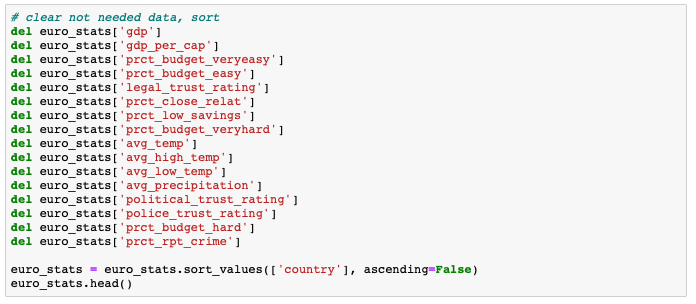 # clear not needed data, sort
del euro_stats['gdp']
del euro_stats['gdp_per_cap']
del euro_stats['prct_budget_veryeasy']
del euro_stats['prct_budget_easy']
del euro_stats['legal_trust_rating']
del euro_stats['prct_close_relat']
del euro_stats['prct_low_savings']
del euro_stats['prct_budget_veryhard']
del euro_stats['avg_temp']
del euro_stats['avg_high_temp']
del euro_stats['avg_low_temp']
del euro_stats['avg_precipitation']
del euro_stats['political_trust_rating']
del euro_stats['police_trust_rating']
del euro_stats['prct_budget_hard']
del euro_stats['prct_rpt_crime']
euro_stats = euro_stats.sort_values(['country'], ascending=False)
euro_stats.head()